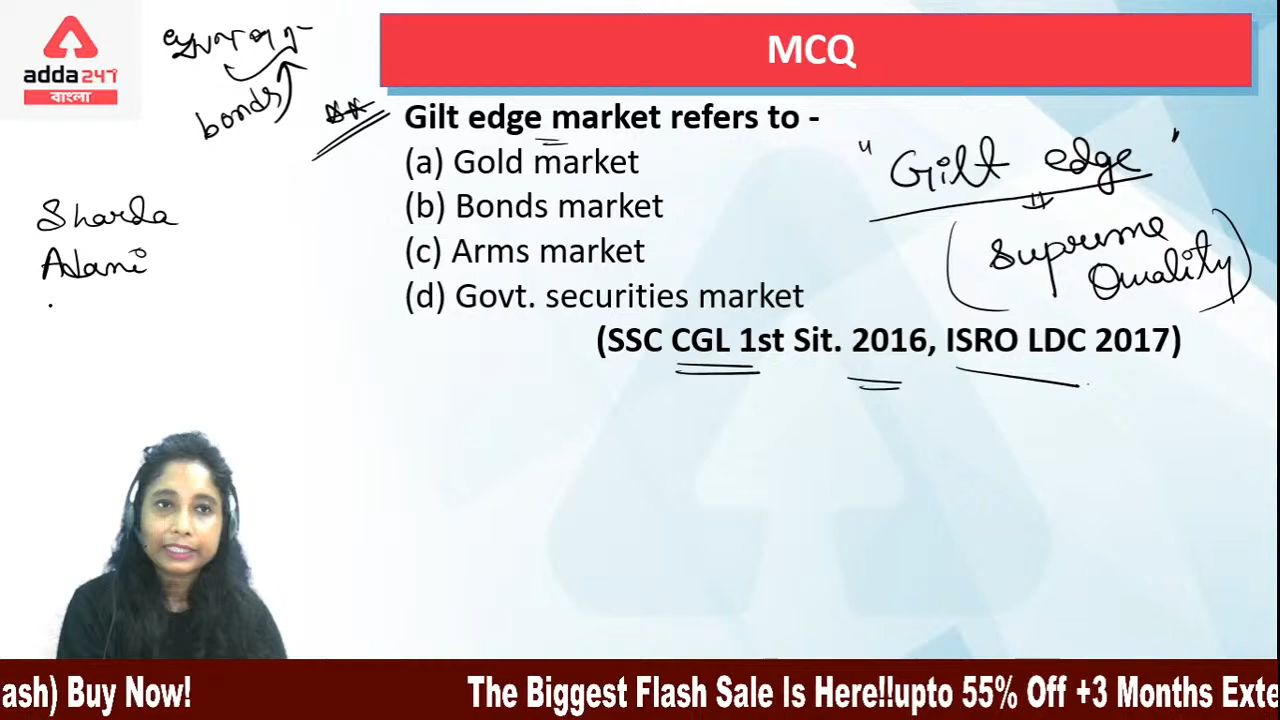 adda247
বাংলা
ঋণপত্র
bonds
MCQ
Gilt edge market refers to -
(a) Gold market
(b) Bonds market
(c) Arms market
(d) Govt. securities market
(SSC CGL 1st Sit. 2016, ISRO LDC 2017)
"Gilt edge"
(Supreme
Quality)
Sharda
Adani
ash) Buy Now! The Biggest Flash Sale Is Here!!upto 55% Off +3 Months Exte